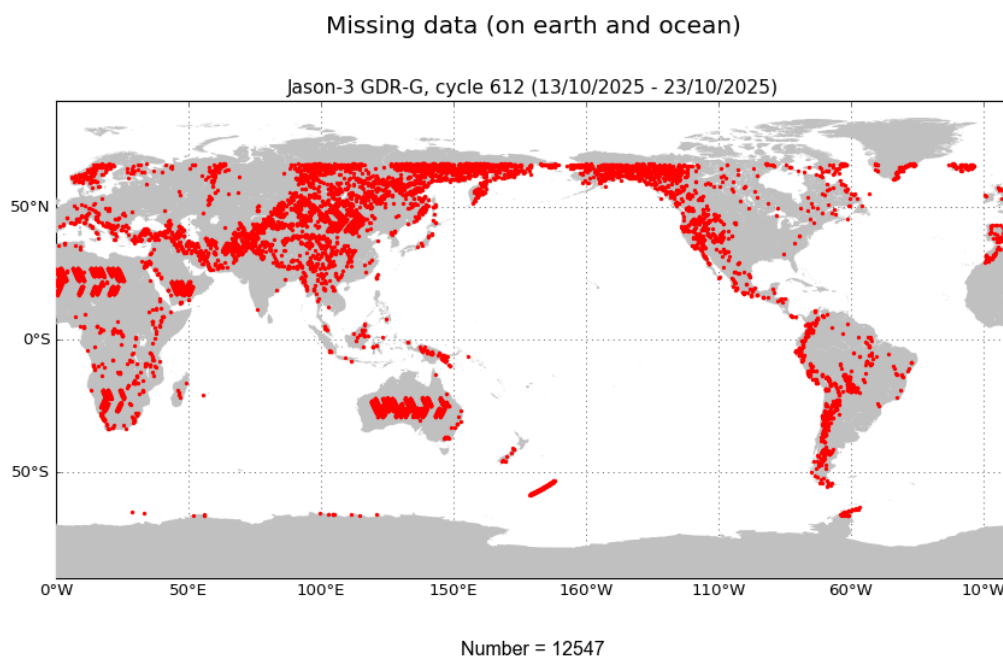 Missing data (on earth and ocean)
Jason-3 GDR-G, cycle 612 (13/10/2025 - 23/10/2025)
50°N
0°S
50°S
0°W 50°E 100°E 150°E 160°W 110°W 60°W 10°W
Number = 12547